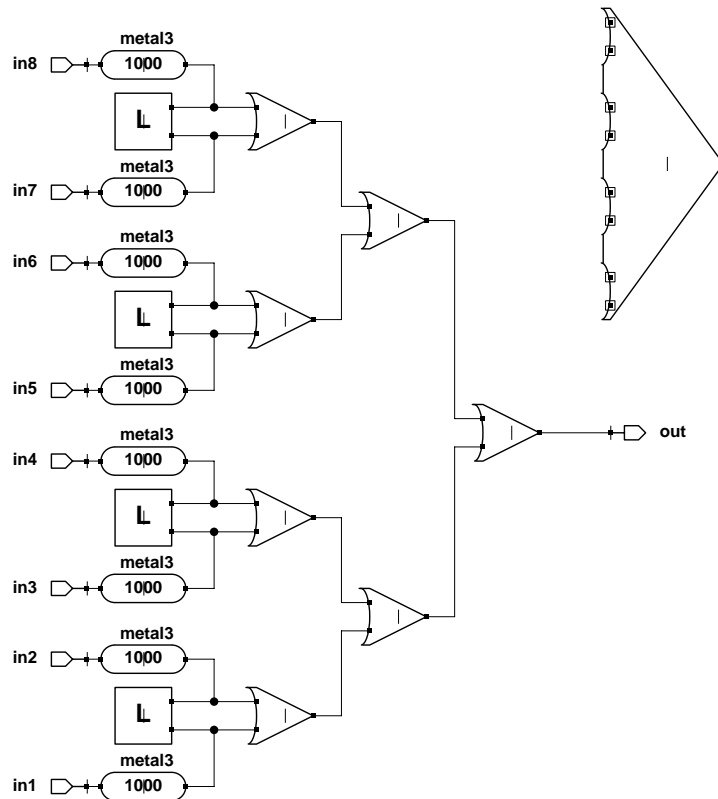 metal3
in8 1000
L
metal3
in7 1000
metal3
in6 1000
L
metal3
in5 1000
out
metal3
in4 1000
L
metal3
in3 1000
metal3
in2 1000
L
metal3
in1 1000